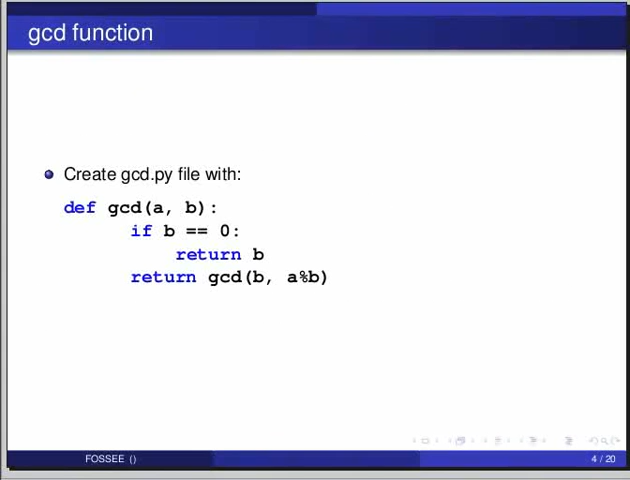 gcd function
Create gcd.py file with:
def gcd(a, b):
if b == 0:
return b
return gcd(b, a%b)
FOSSEE ()
4 / 20